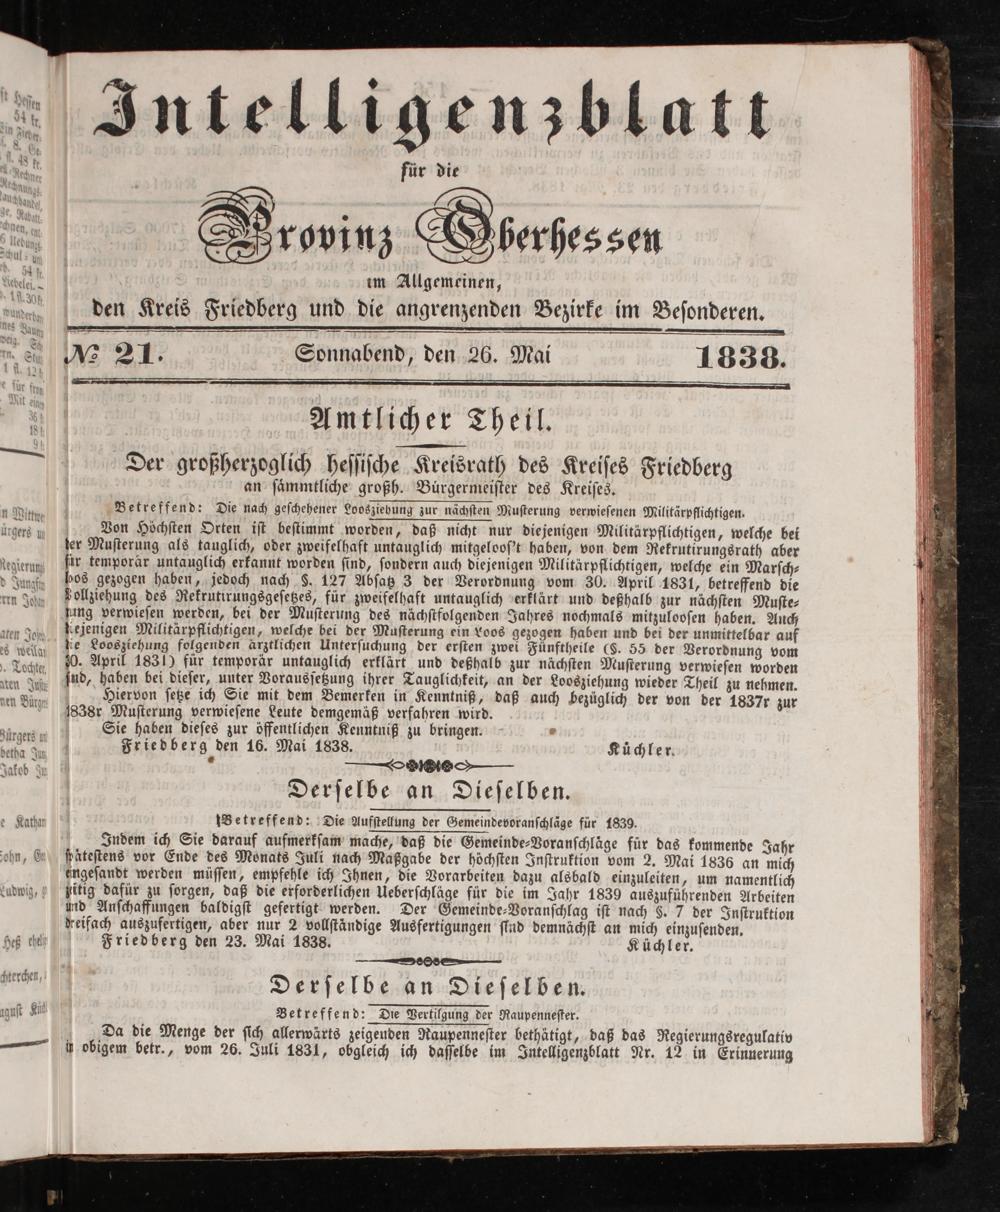 Intelligenzblatt
für die
Provinz Oberhessen
im Allgemeinen,
den Kreis Friedberg und die angrenzenden Bezirke im Besonderen.
№ 21. Sonnabend, den 26. Mai 1838.
Amtlicher Theil.
Der großherzoglich hessische Kreisrath des Kreises Friedberg
an sämmtliche großh. Bürgermeister des Kreises.
Betreffend: Die nach geschehener Loosziehung zur nächsten Musterung verwiesenen Militärpflichtigen.
Von Höchsten Orten ist bestimmt worden, daß nicht nur diejenigen Militärpflichtigen, welche bei
der Musterung als tauglich, oder zweifelhaft untauglich mitgeloos't haben, von dem Rekrutirungsrath aber
für temporär untauglich erkannt worden sind, sondern auch diejenigen Militärpflichtigen, welche ein Marsch-
loos gezogen haben, jedoch nach §. 127 Absatz 3 der Verordnung vom 30. April 1831, betreffend die
Vollziehung des Rekrutirungsgesetzes, für zweifelhaft untauglich erklärt und deßhalb zur nächsten Muste-
rung verwiesen werden, bei der Musterung des nächstfolgenden Jahres nochmals mitzuloosen haben. Auch
diejenigen Militärpflichtigen, welche bei der Musterung ein Loos gezogen haben und bei der unmittelbar auf
die Loosziehung folgenden ärztlichen Untersuchung der ersten zwei Fünftheile (§. 55 der Verordnung vom
30. April 1831) für temporär untauglich erklärt und deßhalb zur nächsten Musterung verwiesen worden
sind, haben bei dieser, unter Voraussetzung ihrer Tauglichkeit, an der Loosziehung wieder Theil zu nehmen.
Hiervon setze ich Sie mit dem Bemerken in Kenntniß, daß auch bezüglich der von der 1837r zur
1838r Musterung verwiesene Leute demgemäß verfahren wird.
Sie haben dieses zur öffentlichen Kenntniß zu bringen.
Friedberg den 16. Mai 1838. Küchler.
Derselbe an Dieselben.
Betreffend: Die Aufstellung der Gemeindevoranschläge für 1839.
Indem ich Sie darauf aufmerksam mache, daß die Gemeinde-Voranschläge für das kommende Jahr
spätestens vor Ende des Monats Juli nach Maßgabe der höchsten Instruktion vom 2. Mai 1836 an mich
eingesandt werden müssen, empfehle ich Ihnen, die Vorarbeiten dazu alsbald einzuleiten, um namentlich
zeitig dafür zu sorgen, daß die erforderlichen Ueberschläge für die im Jahr 1839 auszuführenden Arbeiten
und Anschaffungen baldigst gefertigt werden. Der Gemeinde-Voranschlag ist nach §. 7 der Instruktion
dreifach auszufertigen, aber nur 2 vollständige Ausfertigungen sind demnächst an mich einzusenden.
Friedberg den 23. Mai 1838. Küchler.
Derselbe an Dieselben.
Betreffend: Die Vertilgung der Raupennester.
Da die Menge der sich allerwärts zeigenden Raupennester bethätigt, daß das Regierungsregulativ
in obigem betr., vom 26. Juli 1831, obgleich ich dasselbe im Intelligenzblatt Nr. 12 in Erinnerung